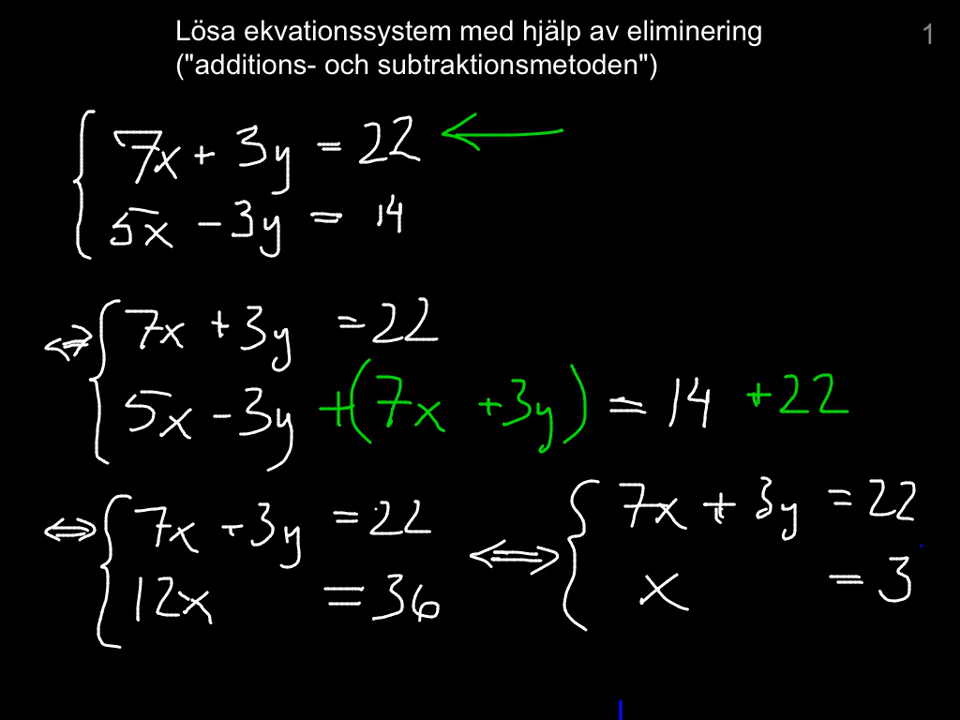 Lösa ekvationssystem med hjälp av eliminering
("additions- och subtraktionsmetoden")
1
7x + 3y = 22
5x - 3y = 14
⇔ 7x + 3y = 22
5x - 3y + (7x + 3y) = 14 + 22
⇔ 7x + 3y = 22
12x = 36
⇔ 7x + 3y = 22
x = 3